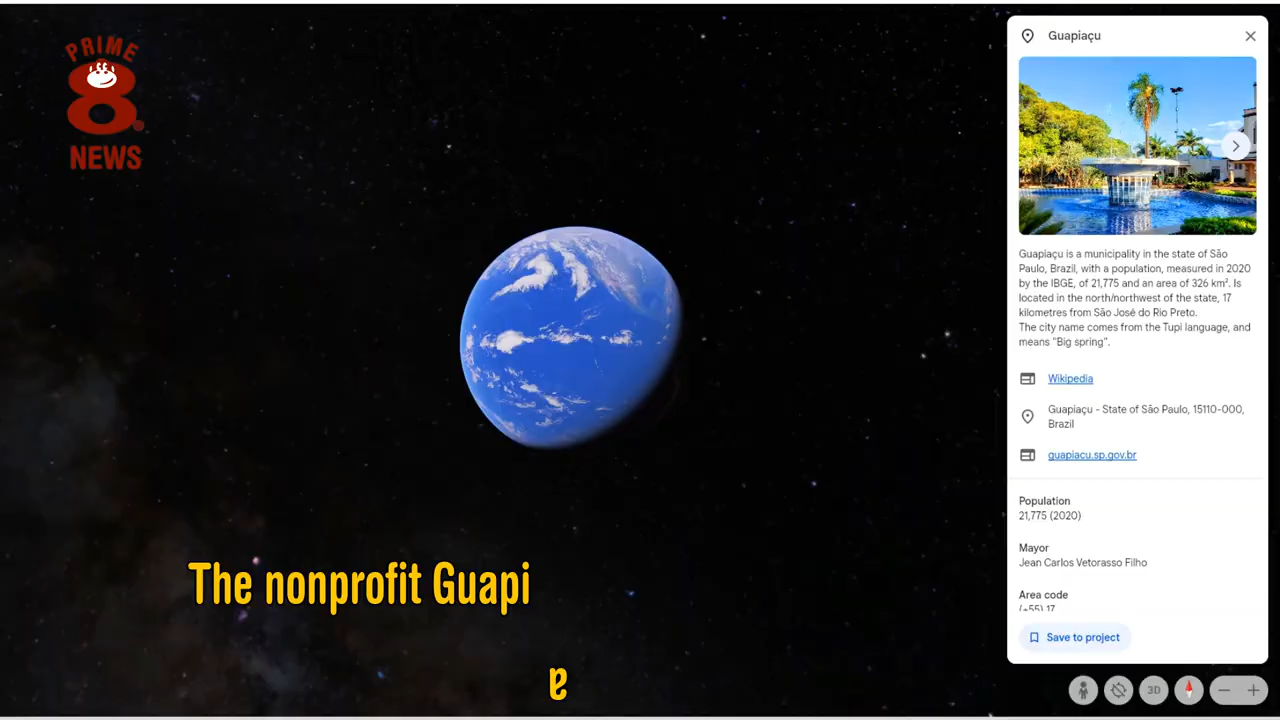 PRIME
8
NEWS
The nonprofit Guapi
a
Guapiaçu
Guapiaçu is a municipality in the state of São
Paulo, Brazil, with a population, measured in 2020
by the IBGE, of 21,775 and an area of 326 km². Is
located in the north/northwest of the state, 17
kilometres from São José do Rio Preto.
The city name comes from the Tupi language, and
means "Big spring".
Wikipedia
Guapiaçu - State of São Paulo, 15110-000,
Brazil
guapiacu.sp.gov.br
Population
21,775 (2020)
Mayor
Jean Carlos Vetorasso Filho
Area code
(+55) 17
Save to project
3D